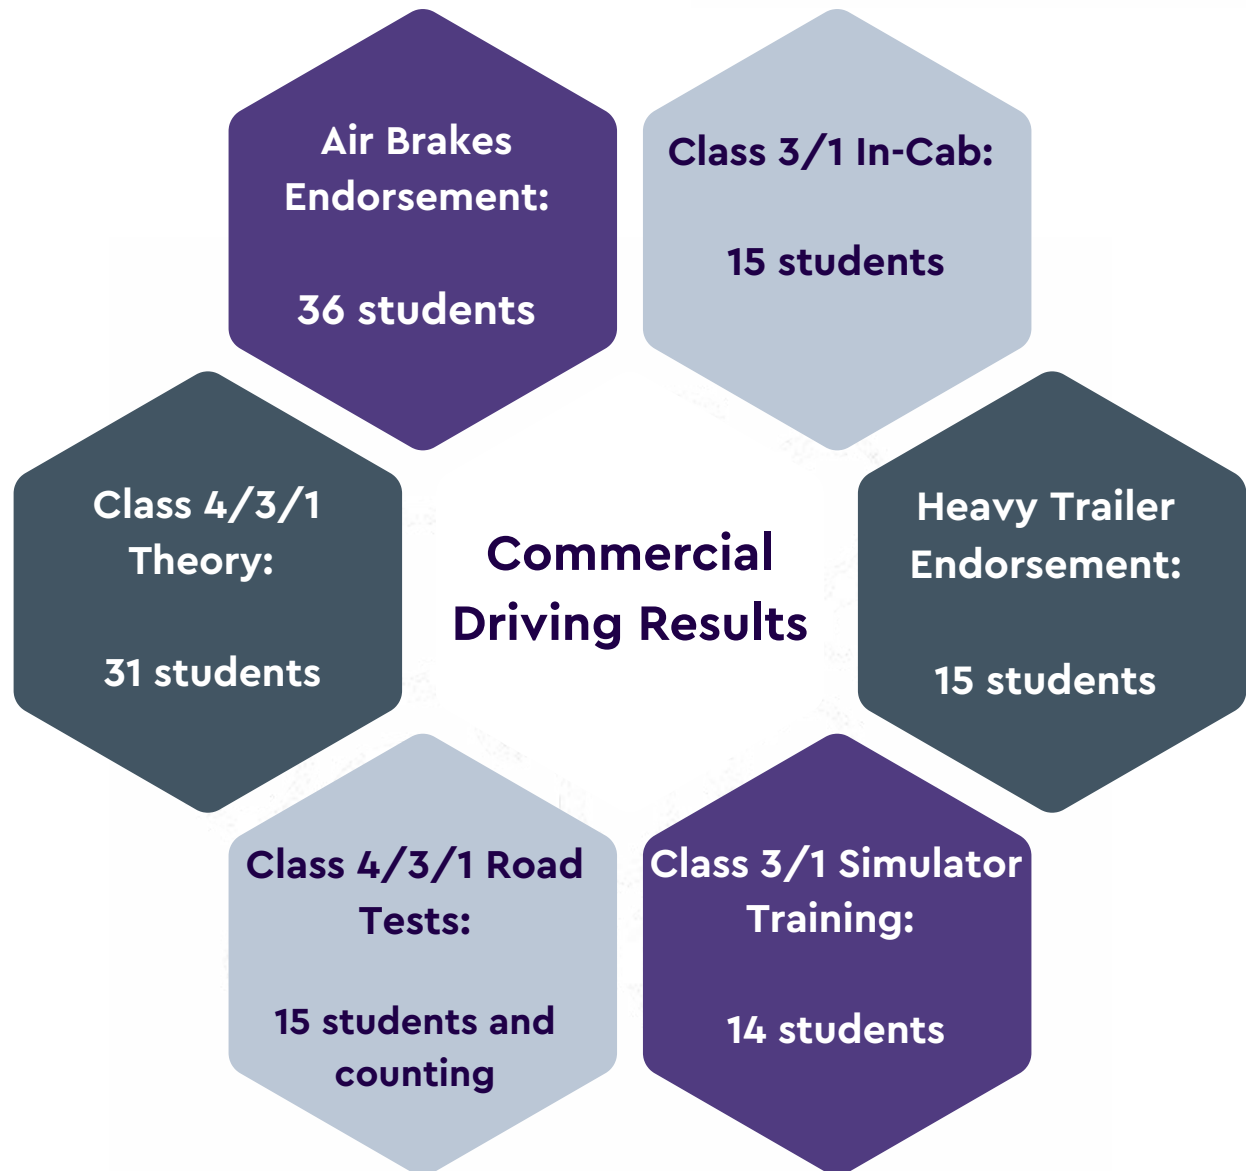 Air Brakes
Endorsement:
36 students
Class 3/1 In-Cab:
15 students
Class 4/3/1
Theory:
31 students
Commercial
Driving Results
Heavy Trailer
Endorsement:
15 students
Class 4/3/1 Road
Tests:
15 students and
counting
Class 3/1 Simulator
Training:
14 students